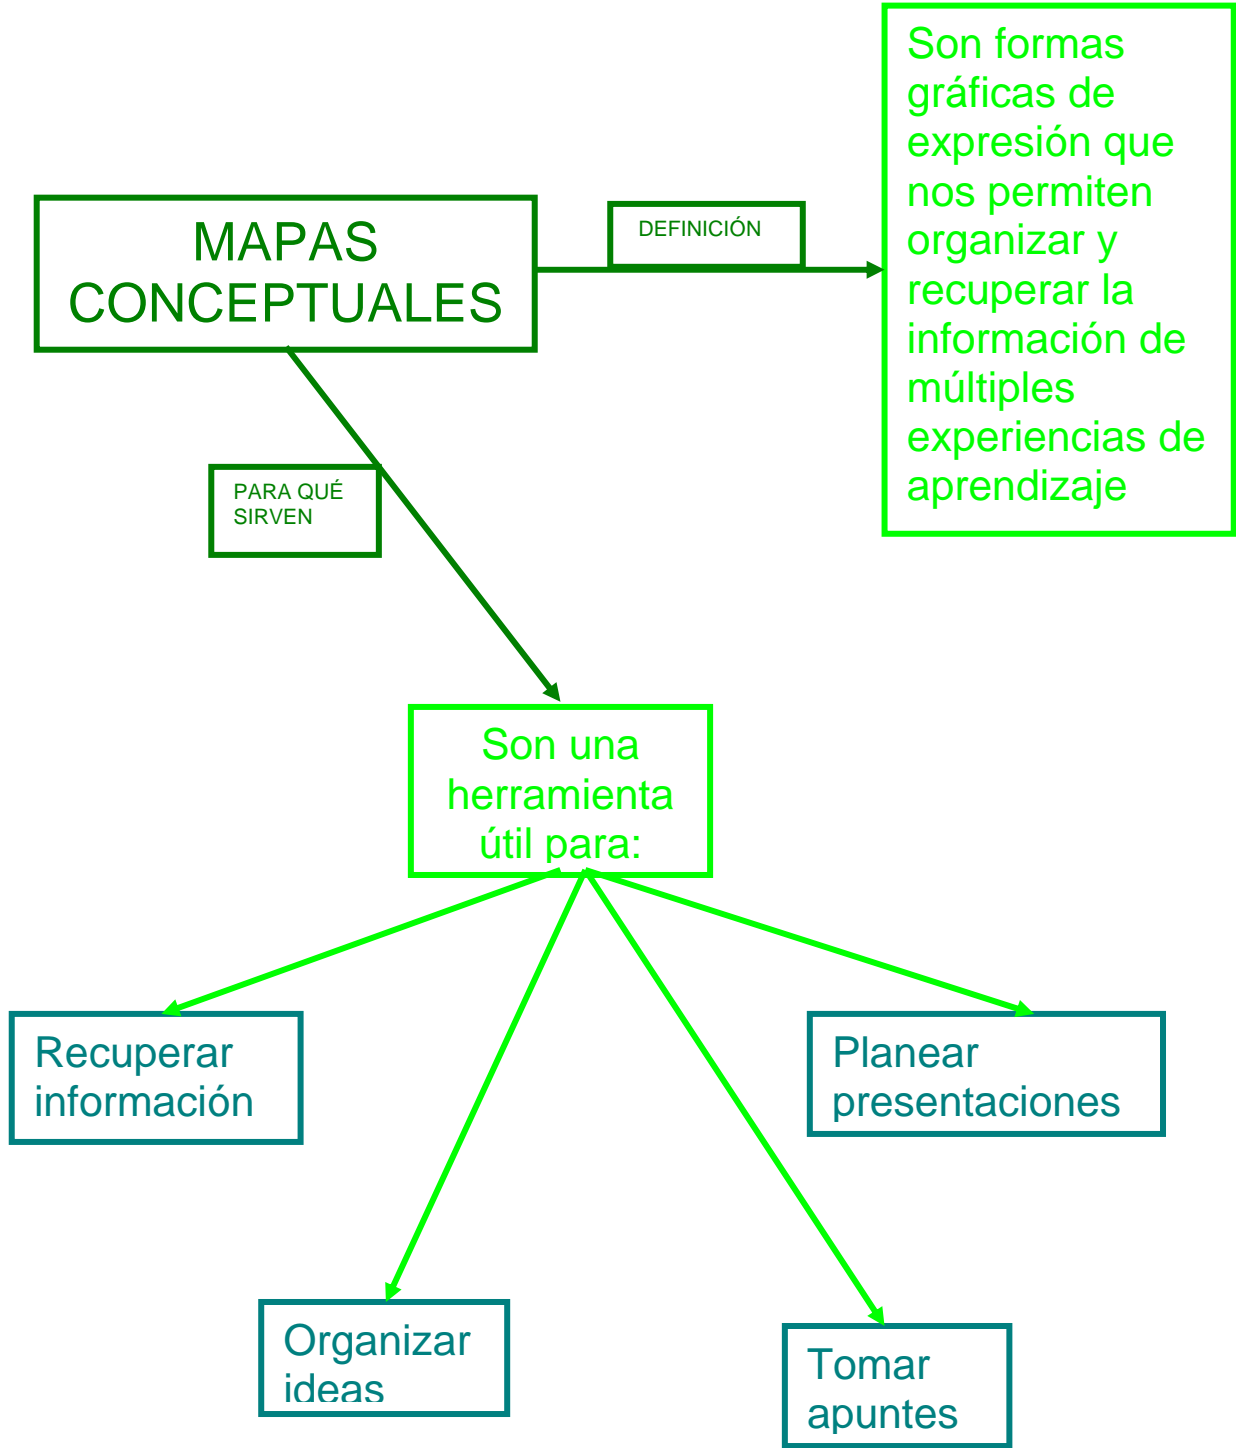 MAPAS
CONCEPTUALES
DEFINICIÓN
Son formas
gráficas de
expresión que
nos permiten
organizar y
recuperar la
información de
múltiples
experiencias de
aprendizaje
PARA QUÉ
SIRVEN
Son una
herramienta
útil para:
Recuperar
información
Planear
presentaciones
Organizar
ideas
Tomar
apuntes